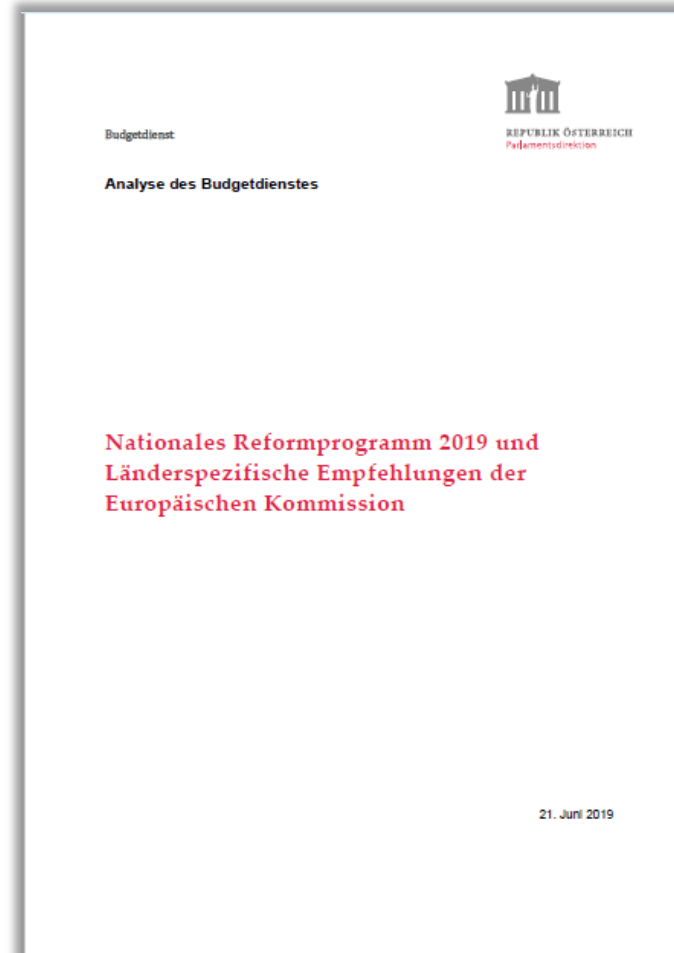 Budgetdienst
REPUBLIK ÖSTERREICH
Parlamentsdirektion
Analyse des Budgetdienstes
Nationales Reformprogramm 2019 und
Länderspezifische Empfehlungen der
Europäischen Kommission
21. Juni 2019